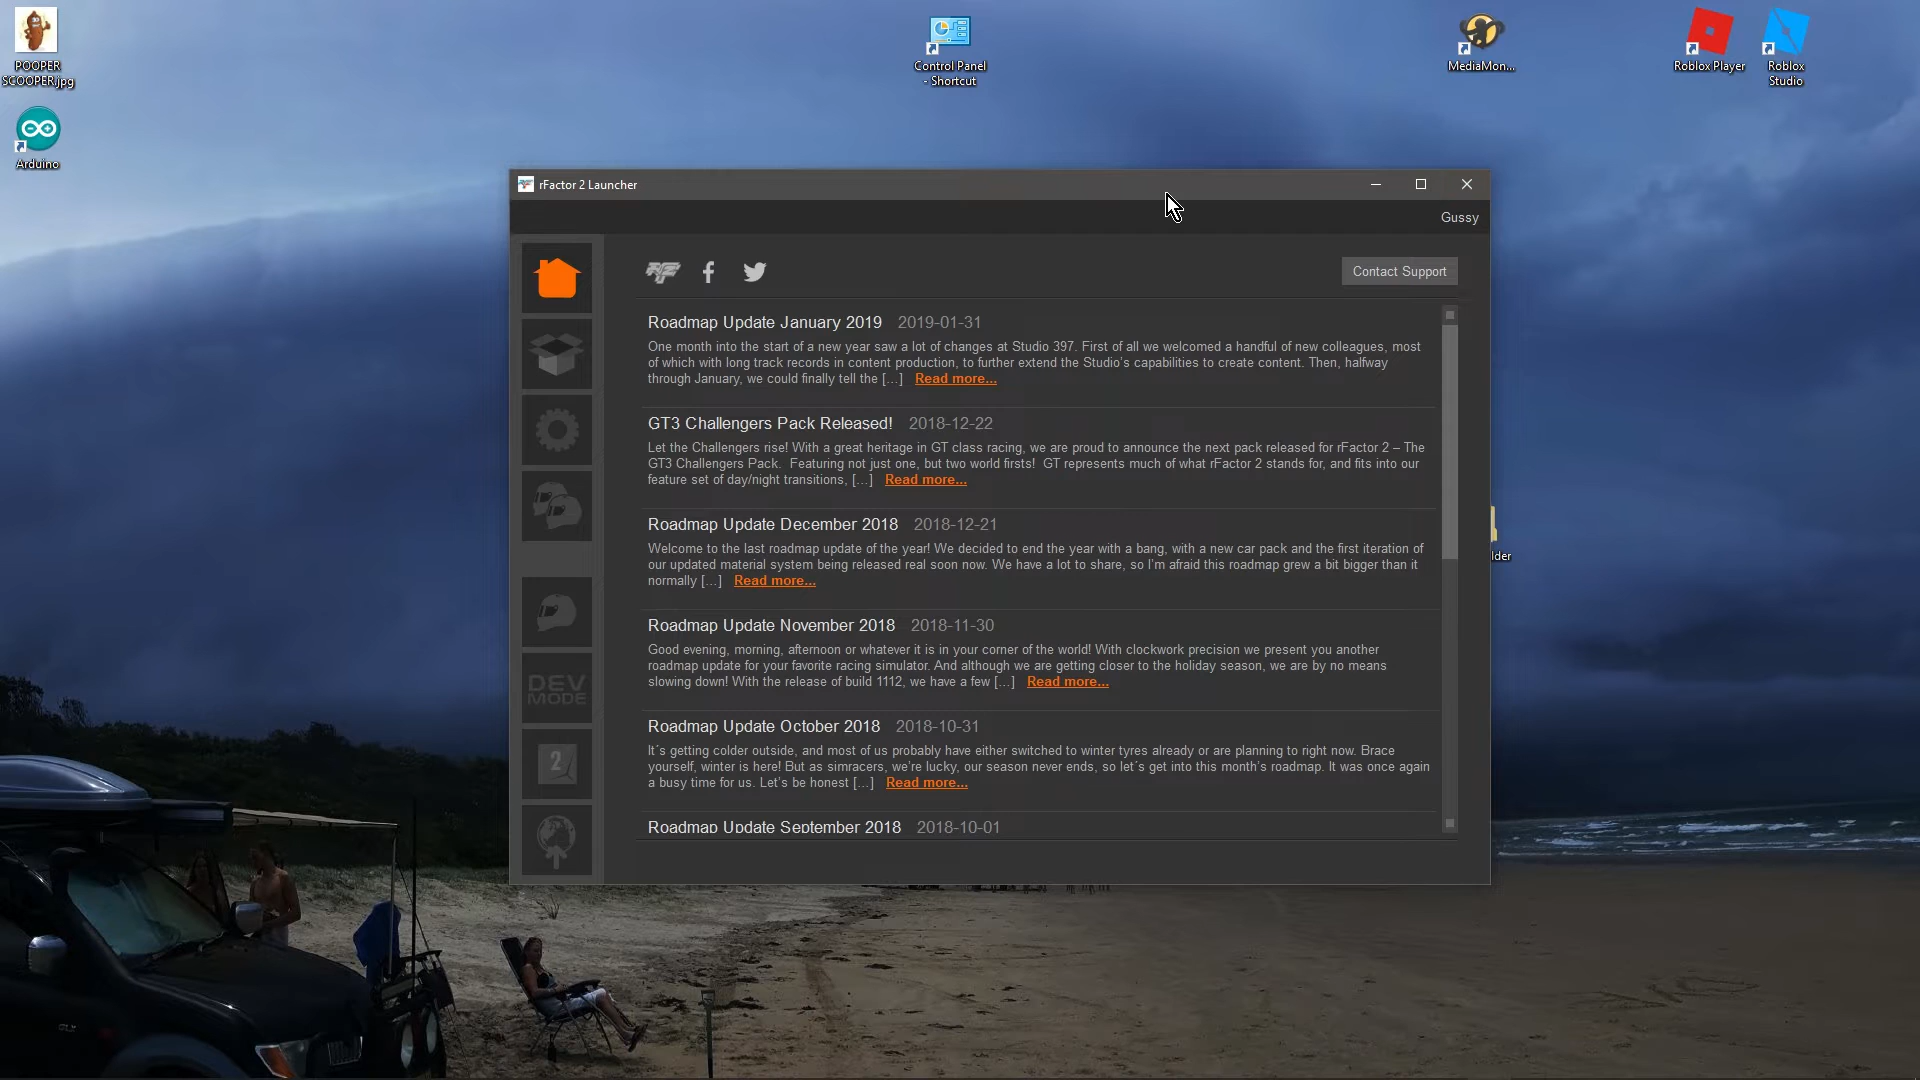 POOPER
SCOOPER.jpg
Arduino
Control Panel
- Shortcut
MediaMon...
Roblox Player
Roblox
Studio
rFactor 2 Launcher
Gussy
Contact Support
Roadmap Update January 2019 2019-01-31
One month into the start of a new year saw a lot of changes at Studio 397. First of all we welcomed a handful of new colleagues, most
of which with long track records in content production, to further extend the Studio's capabilities to create content. Then, halfway
through January, we could finally tell the [...] Read more...
GT3 Challengers Pack Released! 2018-12-22
Let the Challengers rise! With a great heritage in GT class racing, we are proud to announce the next pack released for rFactor 2 – The
GT3 Challengers Pack. Featuring not just one, but two world firsts! GT represents much of what rFactor 2 stands for, and fits into our
feature set of day/night transitions, [...] Read more...
Roadmap Update December 2018 2018-12-21
Welcome to the last roadmap update of the year! We decided to end the year with a bang, with a new car pack and the first iteration of
our updated material system being released real soon now. We have a lot to share, so I'm afraid this roadmap grew a bit bigger than it
normally [...] Read more...
Roadmap Update November 2018 2018-11-30
Good evening, morning, afternoon or whatever it is in your corner of the world! With clockwork precision we present you another
roadmap update for your favorite racing simulator. And although we are getting closer to the holiday season, we are by no means
slowing down! With the release of build 1112, we have a few [...] Read more...
Roadmap Update October 2018 2018-10-31
It´s getting colder outside, and most of us probably have either switched to winter tyres already or are planning to right now. Brace
yourself, winter is here! But as simracers, we're lucky, our season never ends, so let´s get into this month's roadmap. It was once again
a busy time for us. Let's be honest [...] Read more...
Roadmap Update September 2018 2018-10-01
DEV
MODE
2
lder